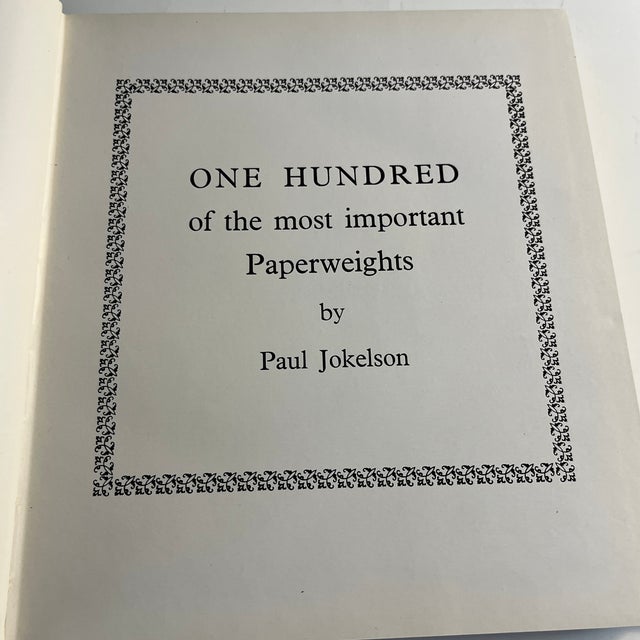 ONE HUNDRED
of the most important
Paperweights
by
Paul Jokelson